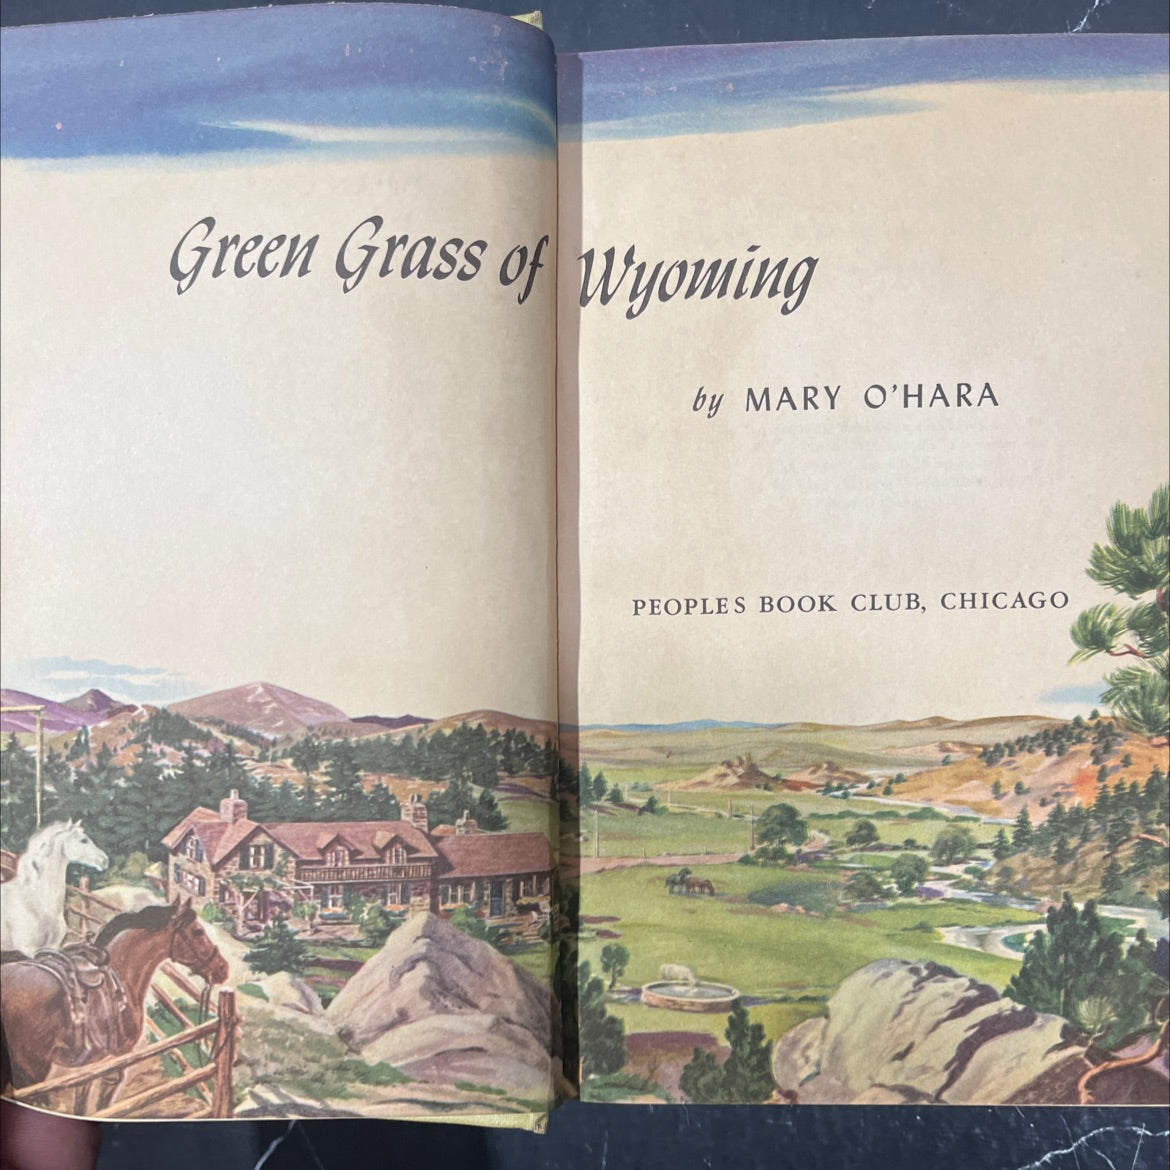 Green Grass of Wyoming
by MARY O'HARA
PEOPLES BOOK CLUB, CHICAGO